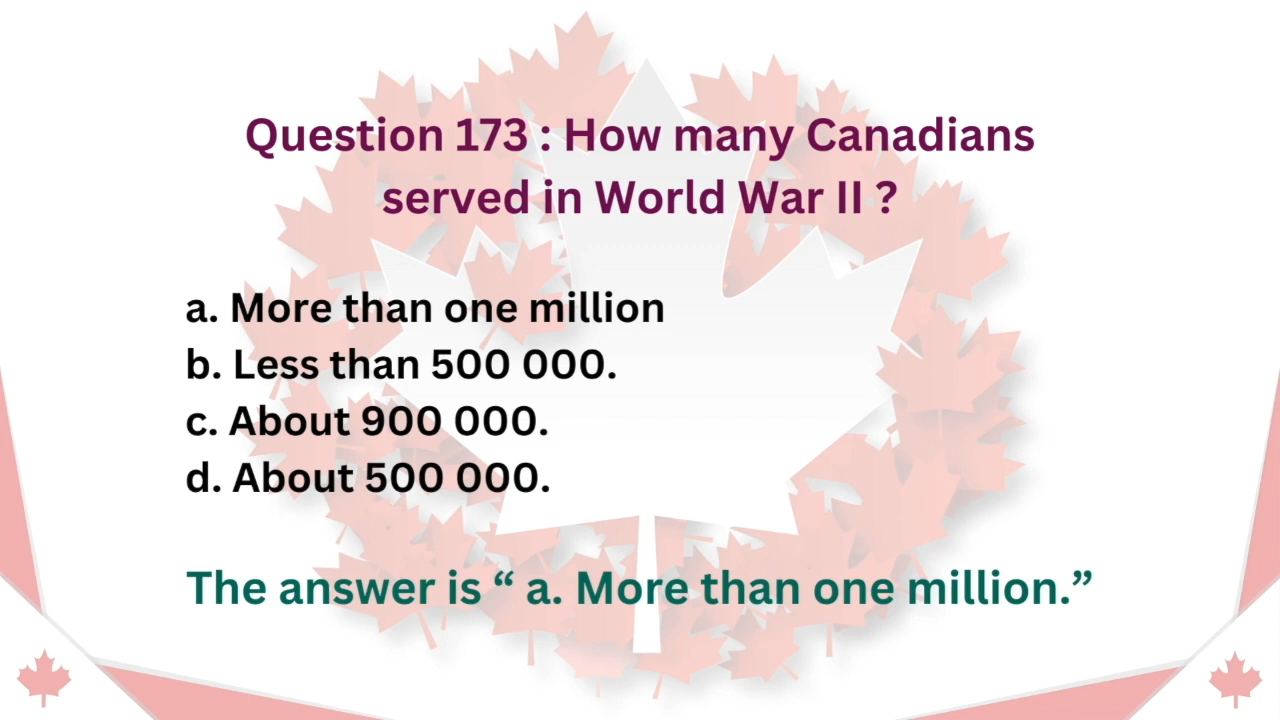 Question 173 : How many Canadians
served in World War II ?
a. More than one million
b. Less than 500 000.
c. About 900 000.
d. About 500 000.
The answer is “ a. More than one million.”